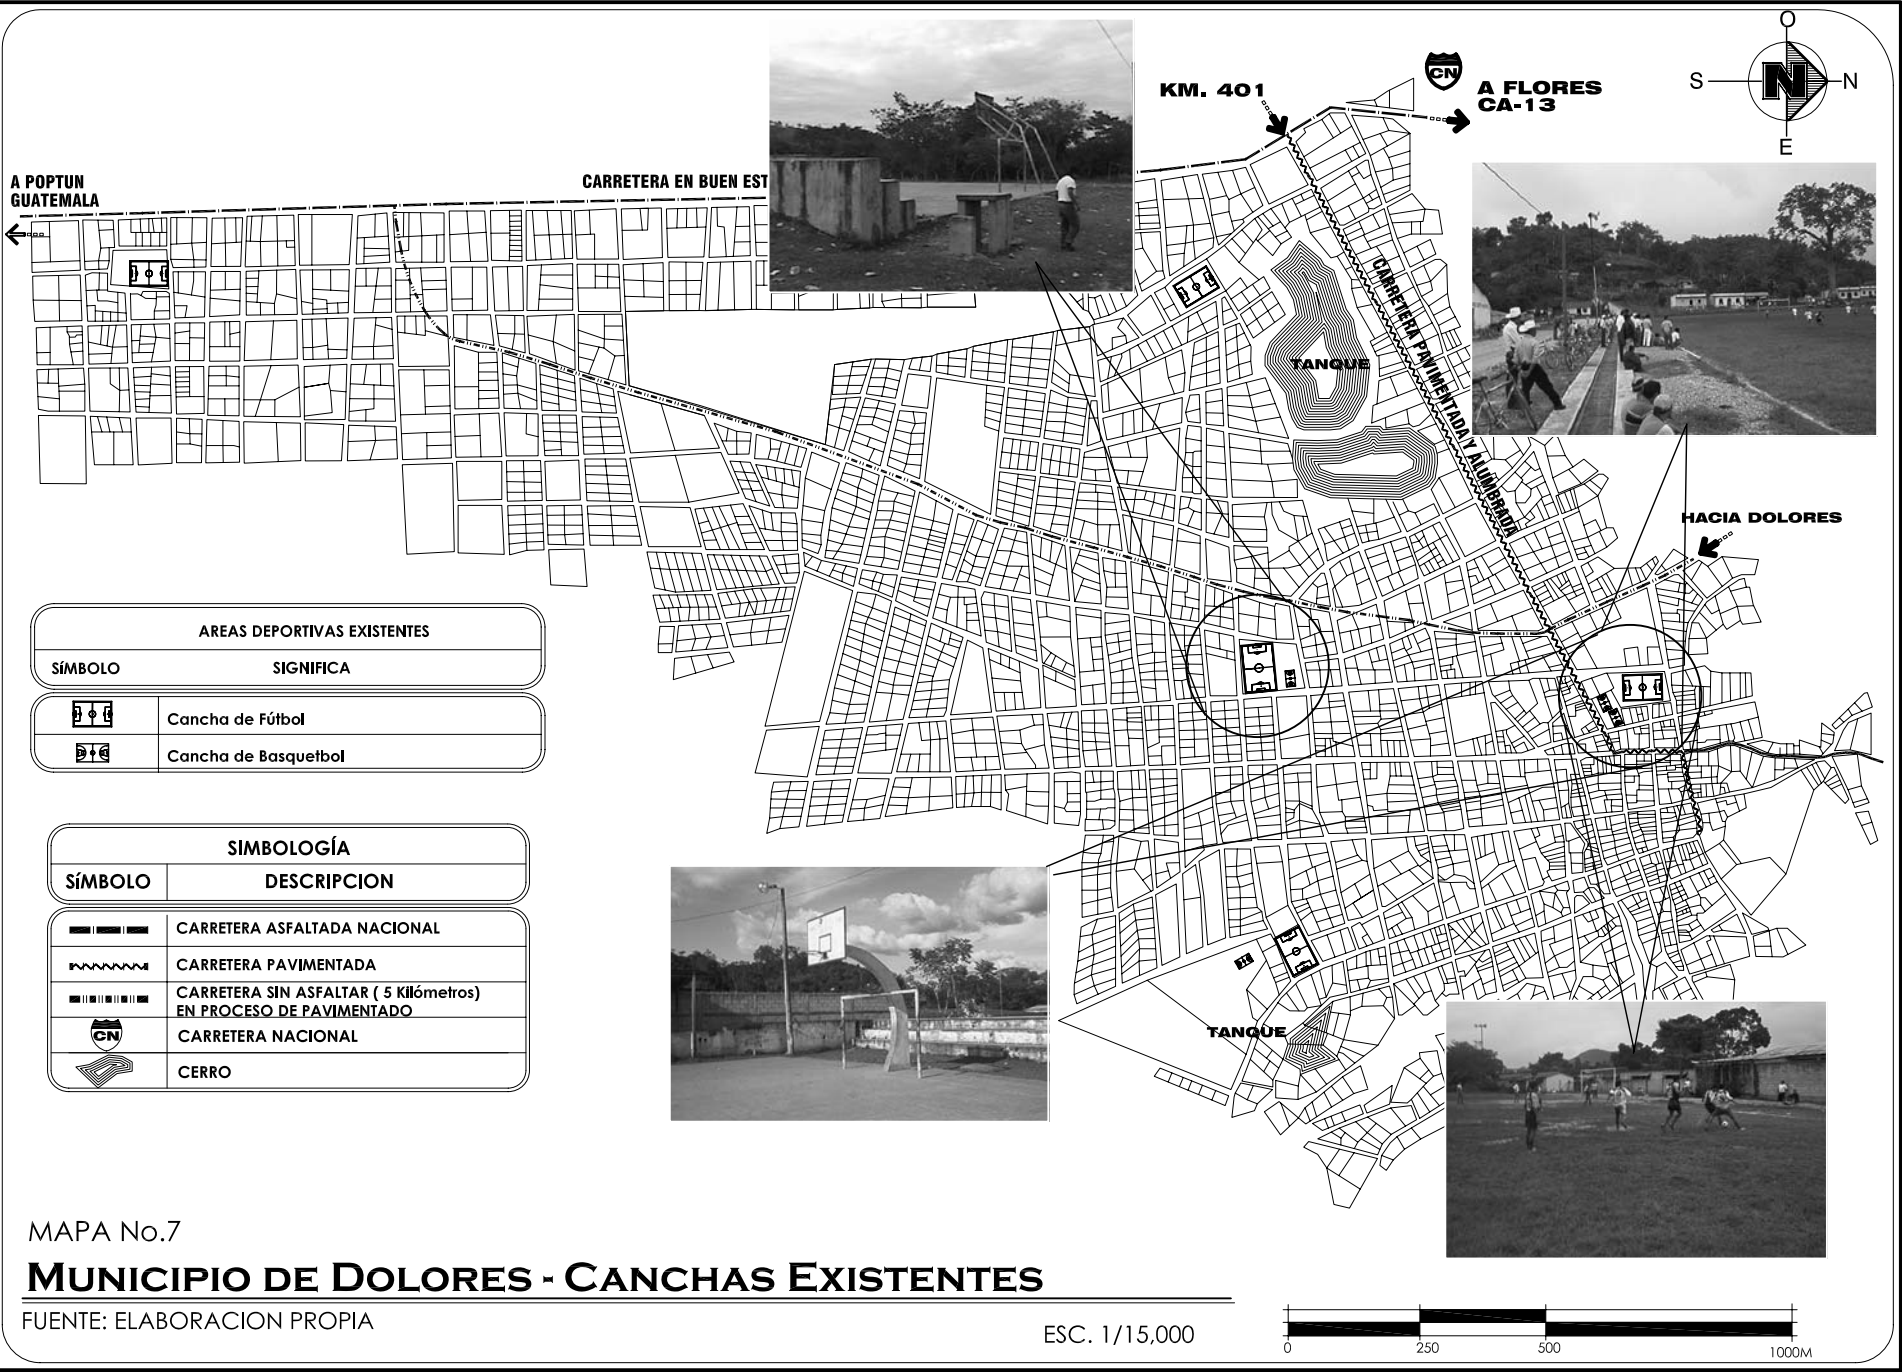 O
S
N
N
E
KM. 401
CN
A FLORES
CA-13
A POPTUN
GUATEMALA
CARRETERA EN BUEN EST
CARRETERA PAVIMENTADA Y ALUMBRADA
TANQUE
HACIA DOLORES
AREAS DEPORTIVAS EXISTENTES
SÍMBOLO SIGNIFICA
Cancha de Fútbol
Cancha de Basquetbol
SIMBOLOGÍA
SÍMBOLO DESCRIPCION
CARRETERA ASFALTADA NACIONAL
CARRETERA PAVIMENTADA
CARRETERA SIN ASFALTAR ( 5 Kilómetros)
EN PROCESO DE PAVIMENTADO
CN CARRETERA NACIONAL
CERRO
TANQUE
MAPA No.7
MUNICIPIO DE DOLORES - CANCHAS EXISTENTES
FUENTE: ELABORACION PROPIA
ESC. 1/15,000
0 250 500 1000M